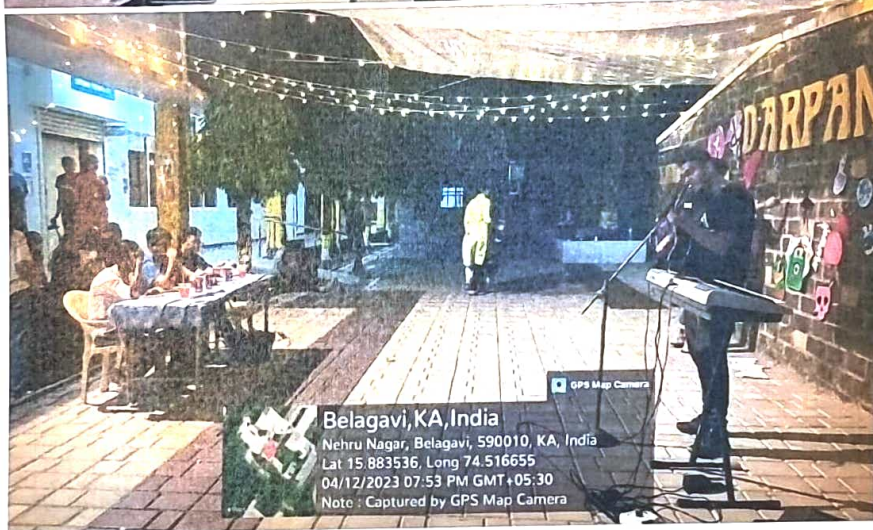 DARPAN
GPS Map Camera
Belagavi,KA,India
Nehru Nagar, Belagavi, 590010, KA, India
Lat 15.883536, Long 74.516655
04/12/2023 07:53 PM GMT+05:30
Note : Captured by GPS Map Camera